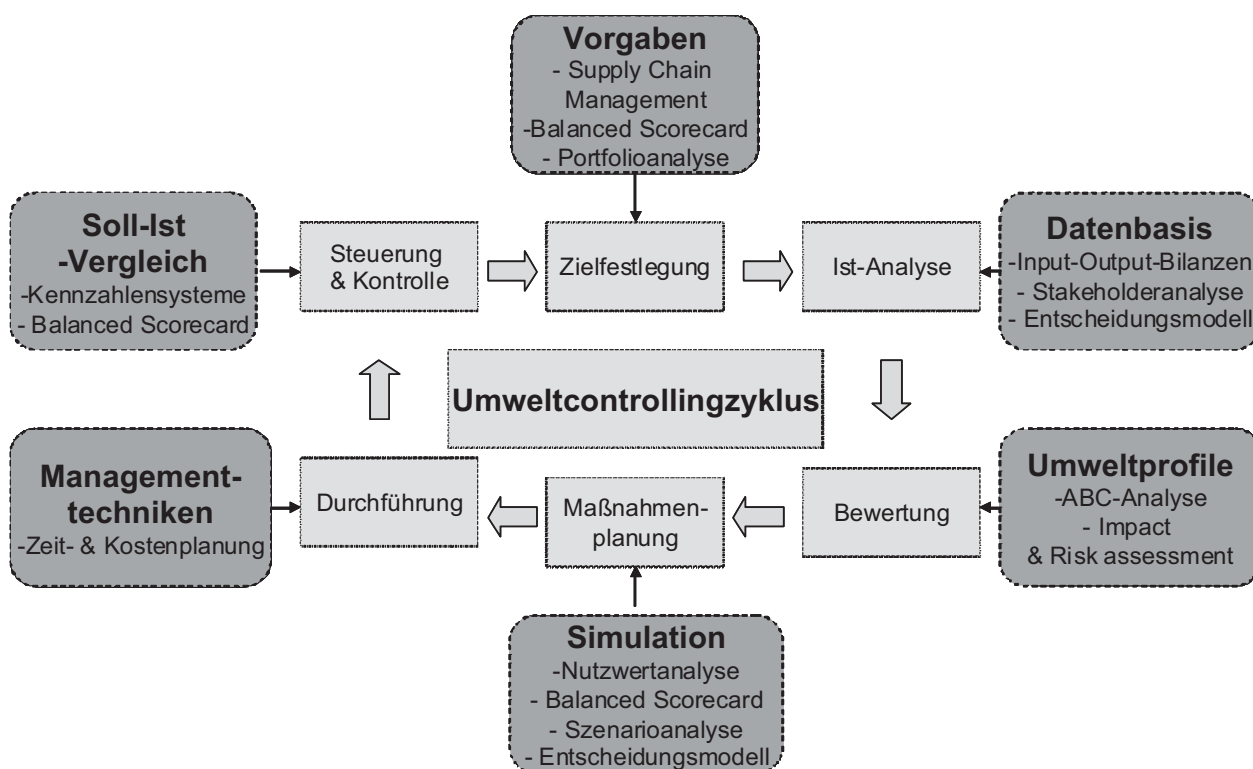 Vorgaben
- Supply Chain
Management
-Balanced Scorecard
- Portfolioanalyse
Soll-Ist
-Vergleich
-Kennzahlensysteme
- Balanced Scorecard
Steuerung
& Kontrolle
Zielfestlegung
Ist-Analyse
Datenbasis
-Input-Output-Bilanzen
- Stakeholderanalyse
- Entscheidungsmodell
Umweltcontrollingzyklus
Management-
techniken
-Zeit- & Kostenplanung
Durchführung
Maßnahmen-
planung
Bewertung
Umweltprofile
-ABC-Analyse
- Impact
& Risk assessment
Simulation
-Nutzwertanalyse
- Balanced Scorecard
- Szenarioanalyse
- Entscheidungsmodell